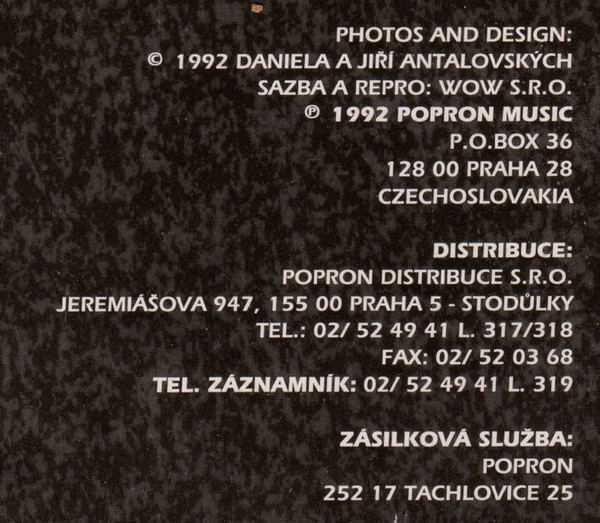 PHOTOS AND DESIGN:
© 1992 DANIELA A JIŘÍ ANTALOVSKÝCH
SAZBA A REPRO: WOW S.R.O.
℗ 1992 POPRON MUSIC
P.O.BOX 36
128 00 PRAHA 28
CZECHOSLOVAKIA
DISTRIBUCE:
POPRON DISTRIBUCE S.R.O.
JEREMIÁŠOVA 947, 155 00 PRAHA 5 - STODŮLKY
TEL.: 02/ 52 49 41 L. 317/318
FAX: 02/ 52 03 68
TEL. ZÁZNAMNÍK: 02/ 52 49 41 L. 319
ZÁSILKOVÁ SLUŽBA:
POPRON
252 17 TACHLOVICE 25